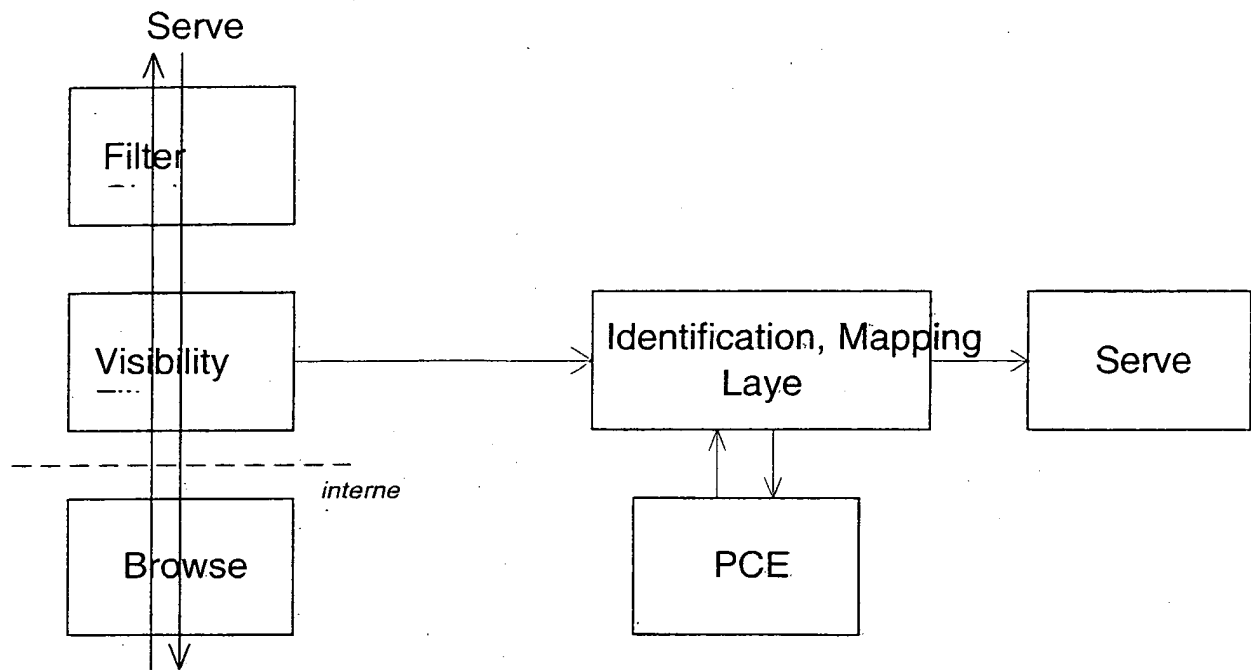 Serve
Filter
Visibility
Identification, Mapping
Laye
Serve
interne
Browse
PCE